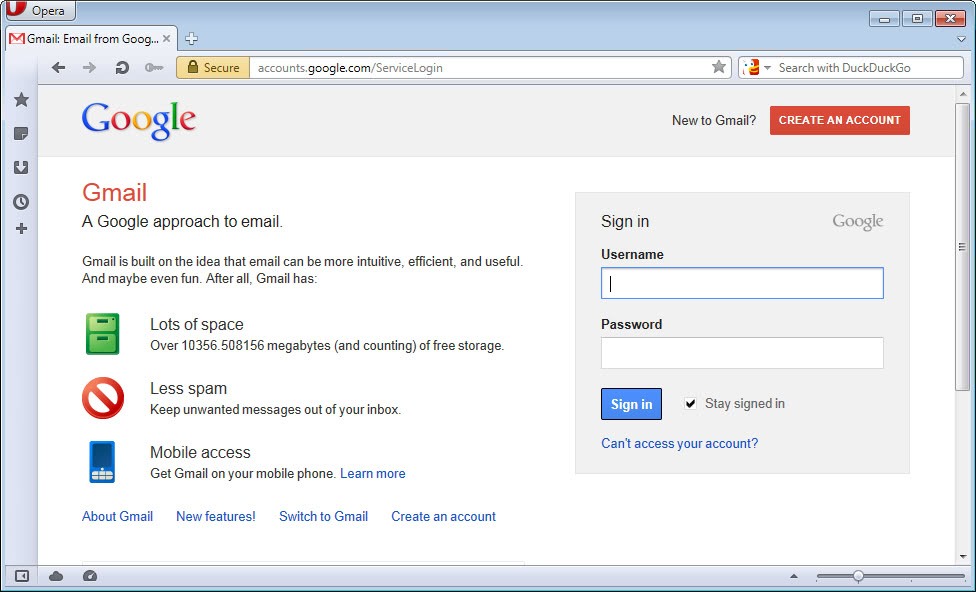 Opera
Gmail: Email from Goog...
Secure
accounts.google.com/ServiceLogin
Search with DuckDuckGo
Google
New to Gmail?
CREATE AN ACCOUNT
Gmail
A Google approach to email.
Gmail is built on the idea that email can be more intuitive, efficient, and useful.
And maybe even fun. After all, Gmail has:
Lots of space
Over 10356.508156 megabytes (and counting) of free storage.
Less spam
Keep unwanted messages out of your inbox.
Mobile access
Get Gmail on your mobile phone. Learn more
About Gmail New features! Switch to Gmail Create an account
Sign in Google
Username
Password
Sign in Stay signed in
Can't access your account?